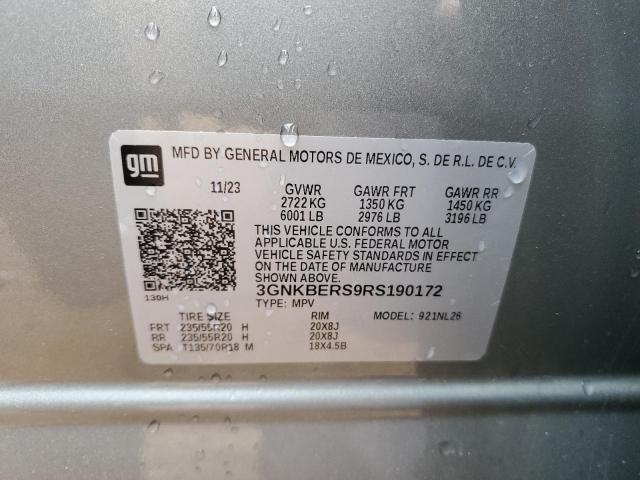 gm MFD BY GENERAL MOTORS DE MEXICO, S. DE R.L. DE C.V.
11/23 GVWR GAWR FRT GAWR RR
2722 KG 1350 KG 1450 KG
6001 LB 2976 LB 3196 LB
THIS VEHICLE CONFORMS TO ALL
APPLICABLE U.S. FEDERAL MOTOR
VEHICLE SAFETY STANDARDS IN EFFECT
ON THE DATE OF MANUFACTURE
SHOWN ABOVE.
3GNKBERS9RS190172
130H TYPE: MPV
TIRE SIZE RIM MODEL: 921NL26
FRT 235/55R20 H 20X8J
RR 235/55R20 H 20X8J
SPA T135/70R18 M 18X4.5B